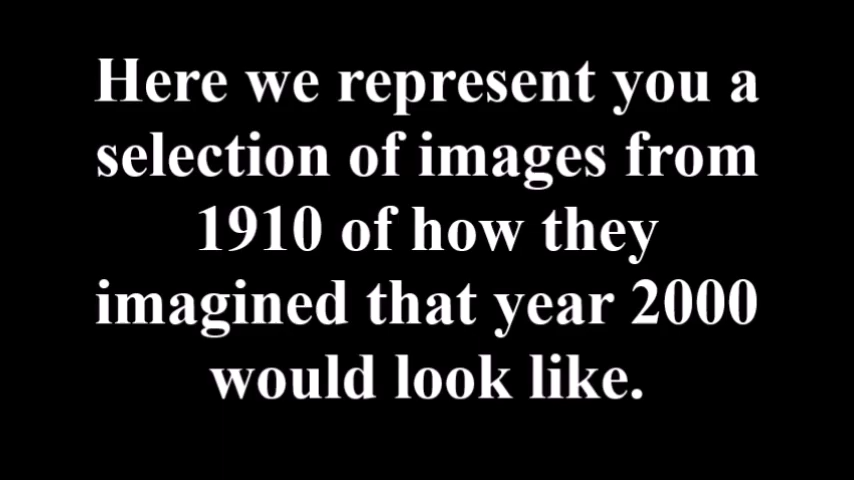 Here we represent you a
selection of images from
1910 of how they
imagined that year 2000
would look like.